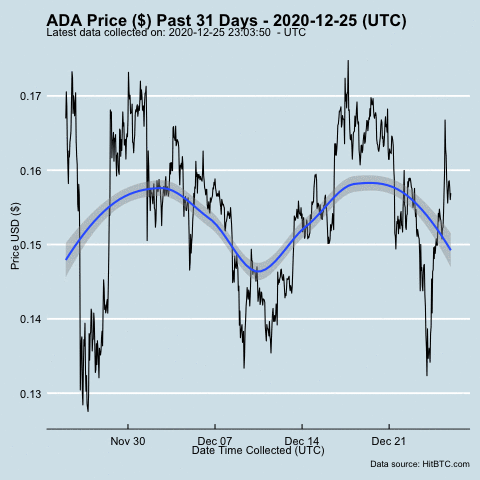 ADA Price ($) Past 31 Days - 2020-12-25 (UTC)
Latest data collected on: 2020-12-25 23:03:50 - UTC
0.17
0.16
0.15
0.14
0.13
Price USD ($)
Nov 30 Dec 07 Dec 14 Dec 21
Date Time Collected (UTC)
Data source: HitBTC.com